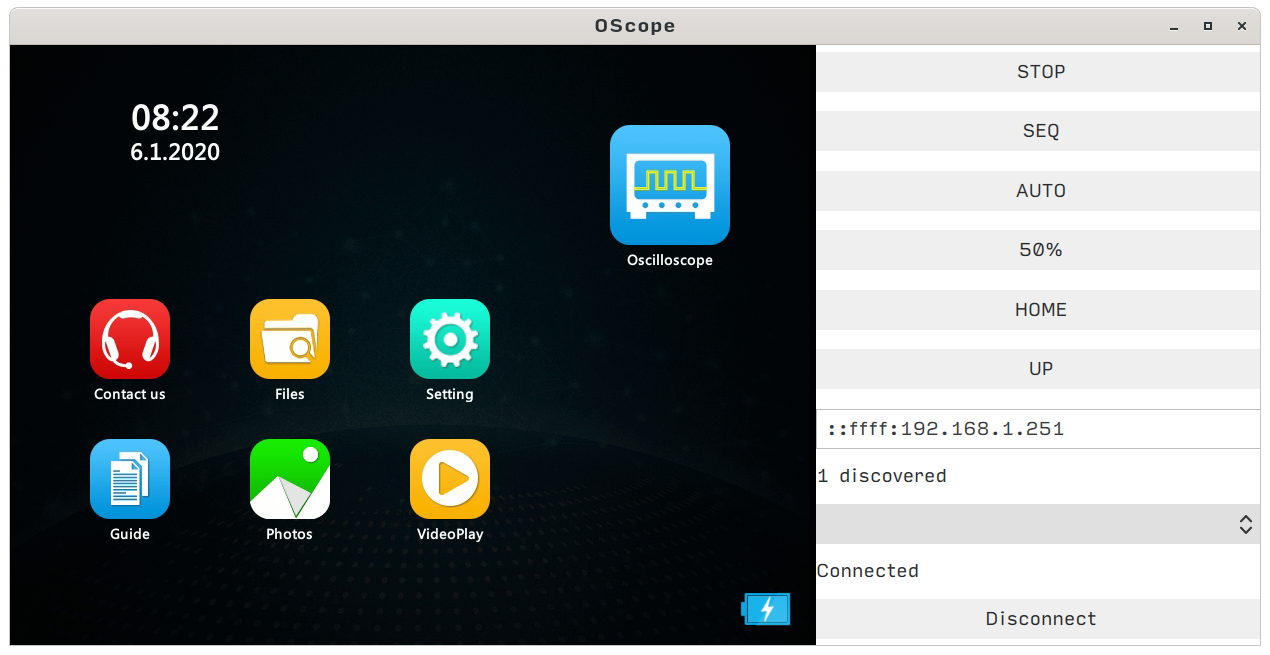 OScope
08:22
6.1.2020
Oscilloscope
Contact us
Files
Setting
Guide
Photos
VideoPlay
STOP
SEQ
AUTO
50%
HOME
UP
::ffff:192.168.1.251
1 discovered
Connected
Disconnect